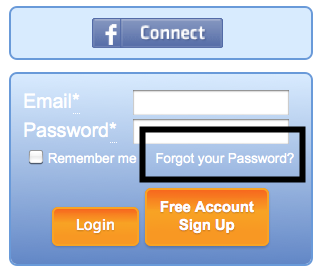 f Connect
Email*
Password*
Remember me Forgot your Password?
Login
Free Account
Sign Up